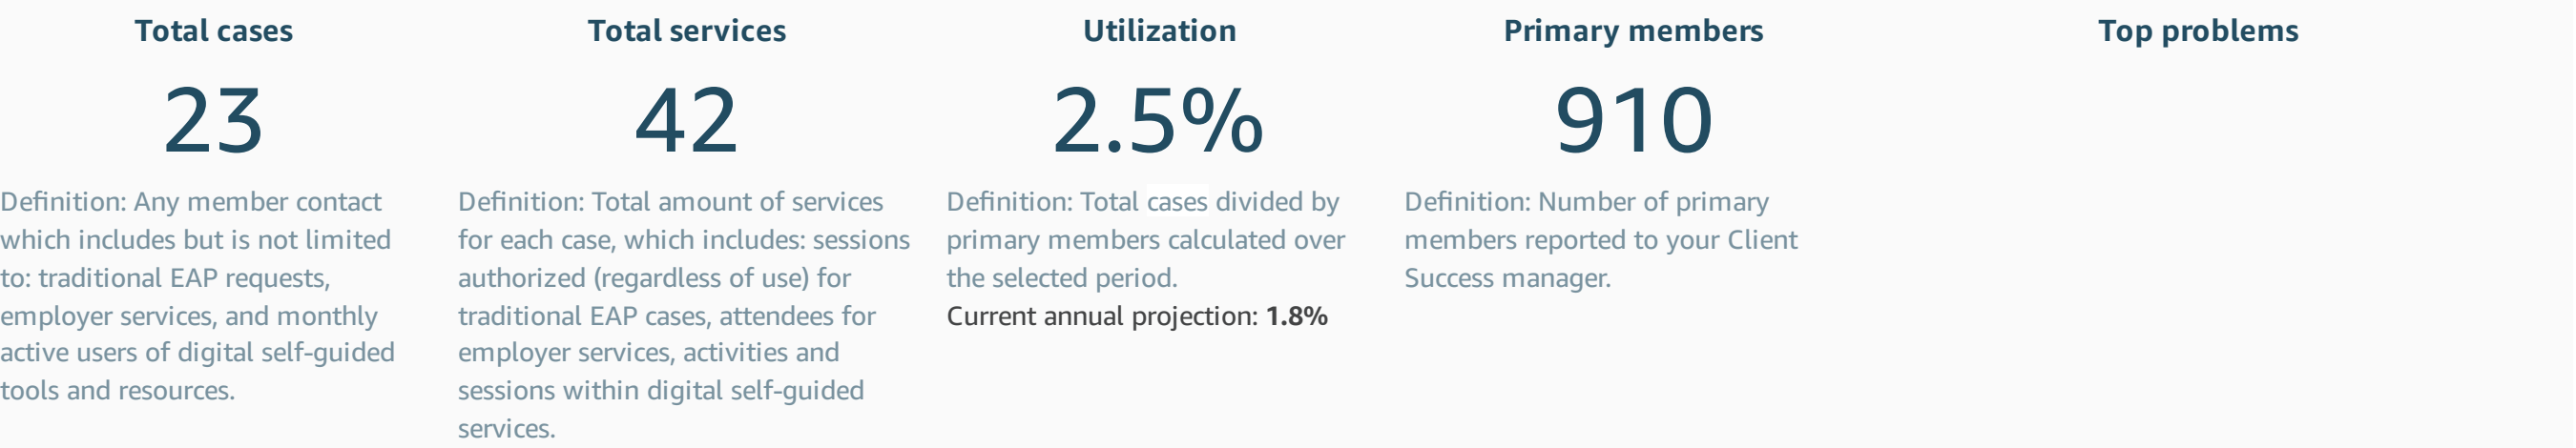 Total cases
23
Definition: Any member contact
which includes but is not limited
to: traditional EAP requests,
employer services, and monthly
active users of digital self-guided
tools and resources.
Total services
42
Definition: Total amount of services
for each case, which includes: sessions
authorized (regardless of use) for
traditional EAP cases, attendees for
employer services, activities and
sessions within digital self-guided
services.
Utilization
2.5%
Definition: Total cases divided by
primary members calculated over
the selected period.
Current annual projection: 1.8%
Primary members
910
Definition: Number of primary
members reported to your Client
Success manager.
Top problems